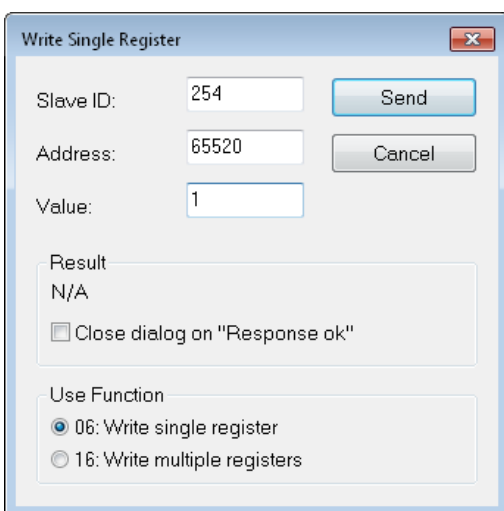 Write Single Register
Slave ID: 254 Send
Address: 65520 Cancel
Value: 1
Result
N/A
Close dialog on "Response ok"
Use Function
06: Write single register
16: Write multiple registers